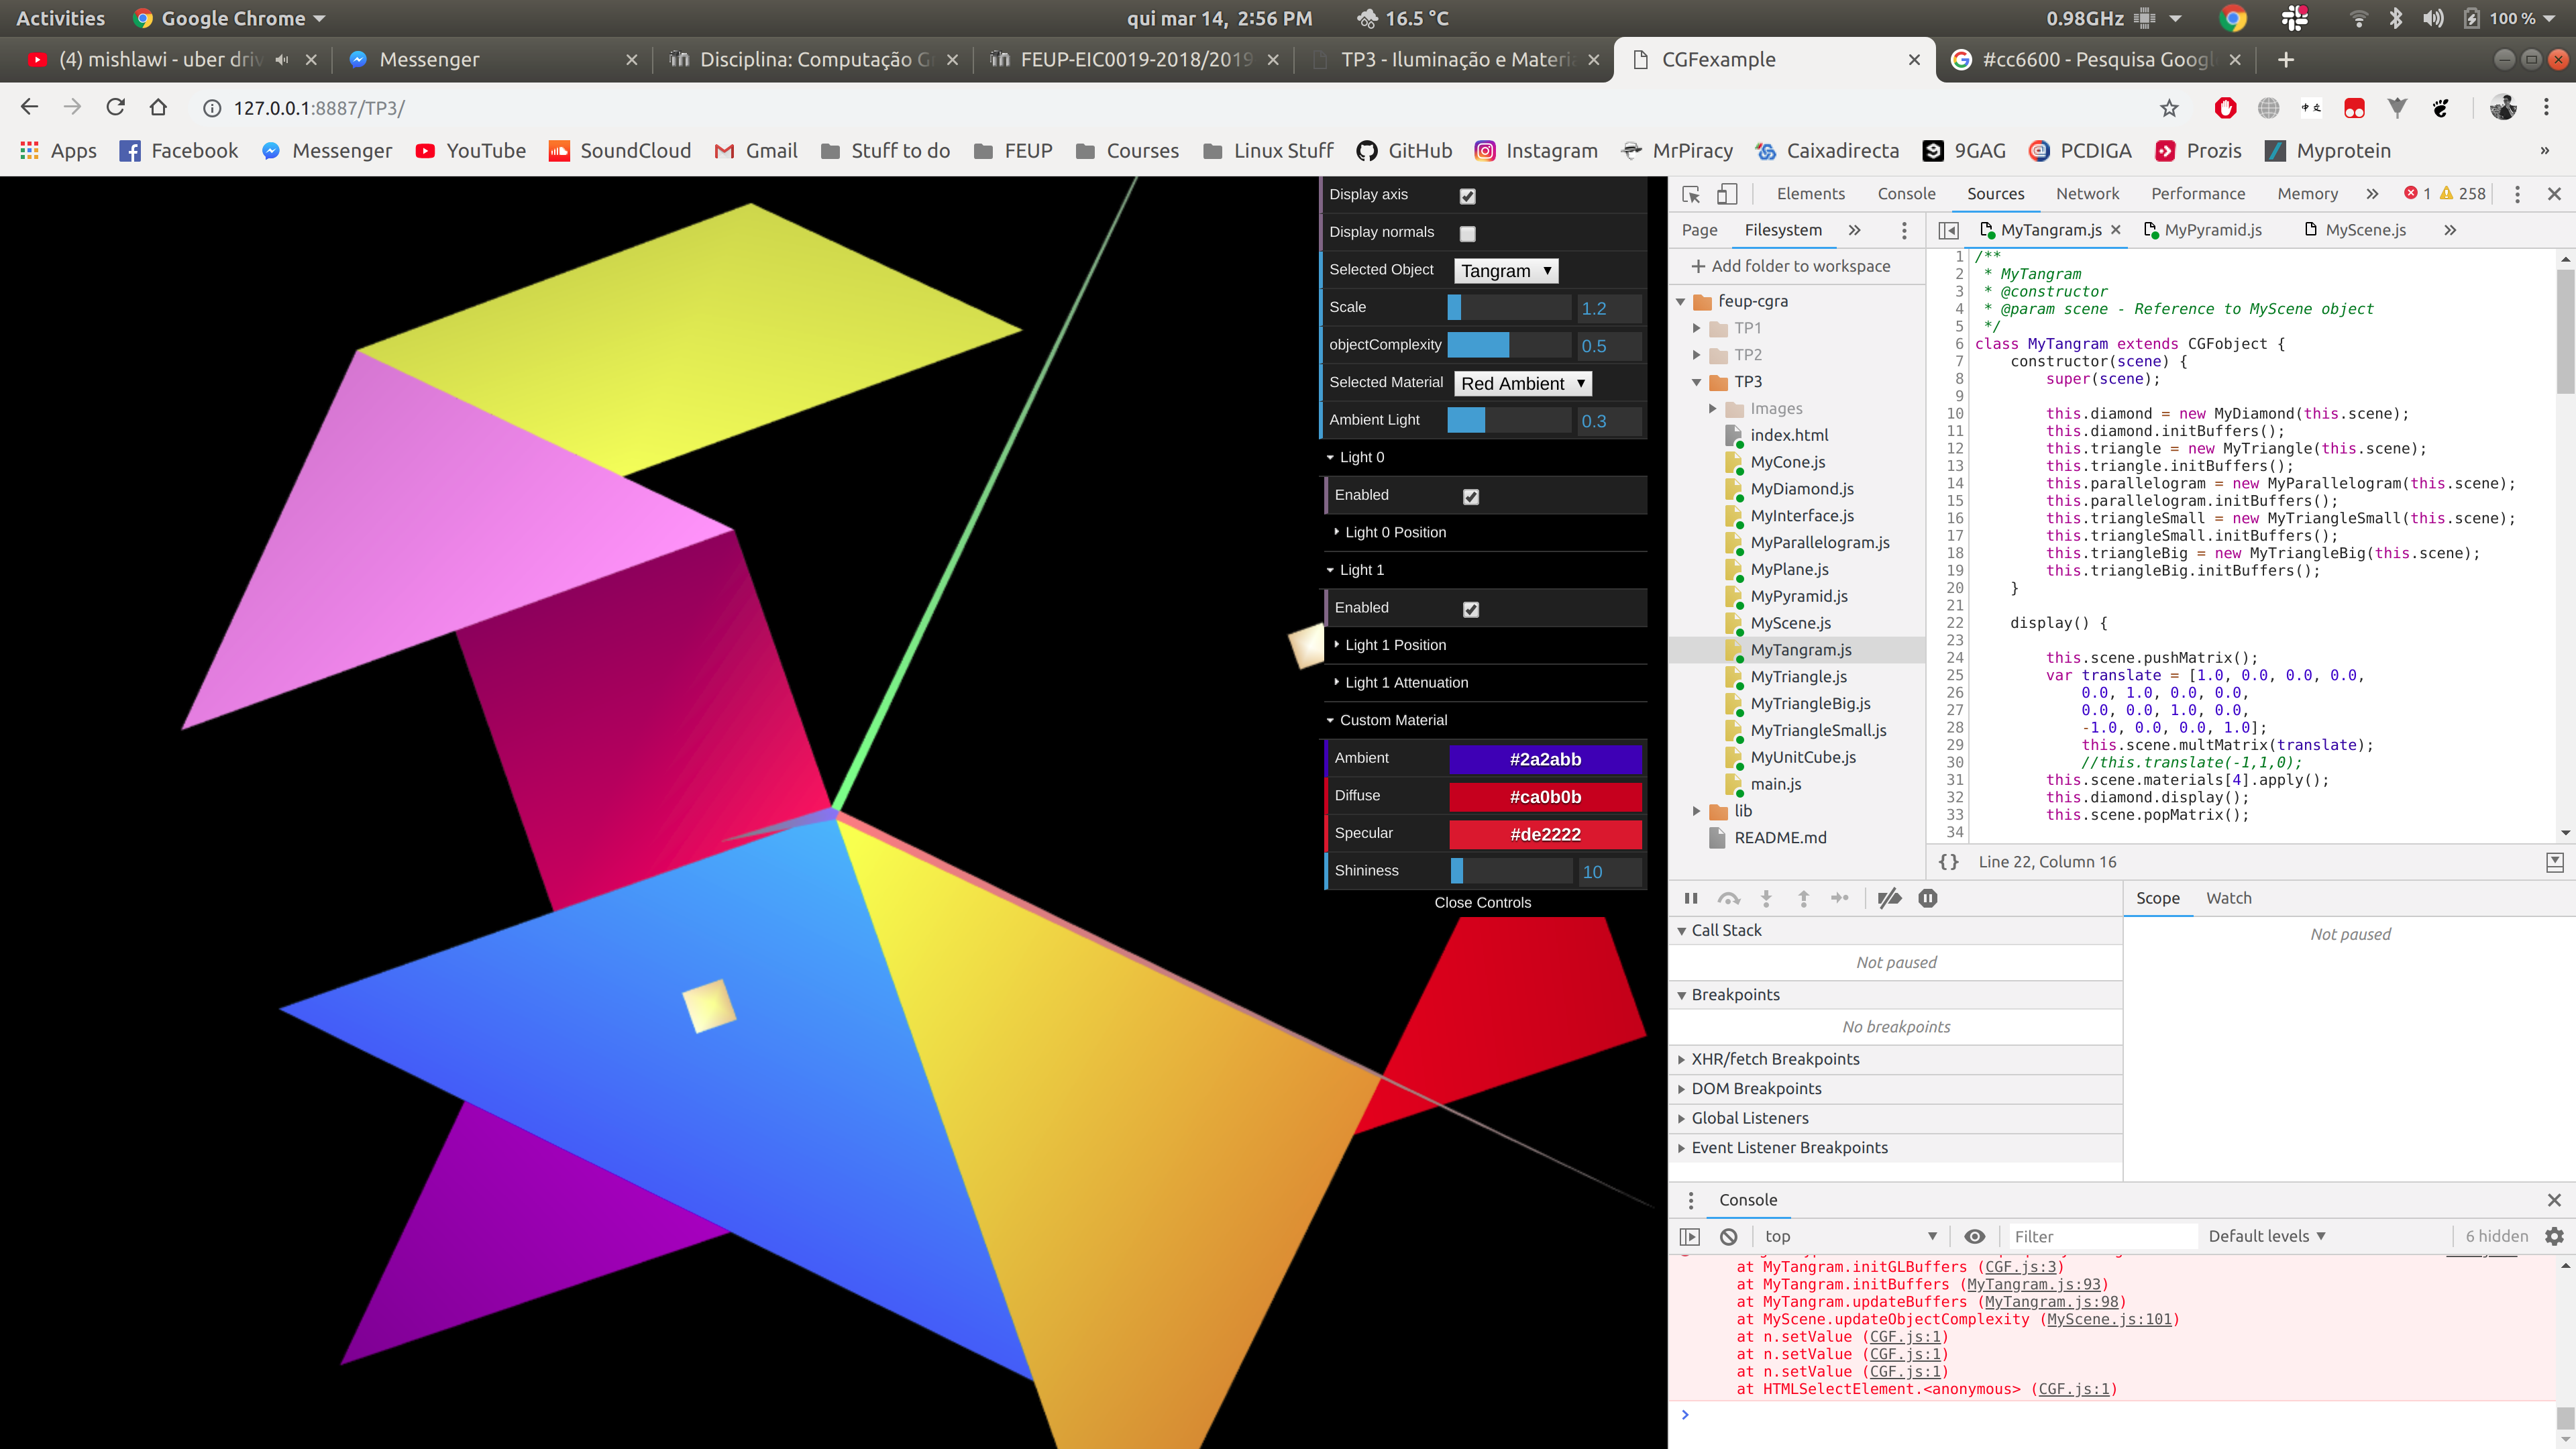 Activities
Google Chrome
qui mar 14, 2:56 PM
16.5 °C
0.98GHz
100 %
(4) mishlawi - uber driv
Messenger
Disciplina: Computação G
FEUP-EIC0019-2018/2019
TP3 - Iluminação e Materia
CGFexample
#cc6600 - Pesquisa Googl
127.0.0.1:8887/TP3/
Apps
Facebook
Messenger
YouTube
SoundCloud
Gmail
Stuff to do
FEUP
Courses
Linux Stuff
GitHub
Instagram
MrPiracy
Caixadirecta
9GAG
PCDIGA
Prozis
Myprotein
»
Display axis
Display normals
Selected Object Tangram
Scale 1.2
objectComplexity 0.5
Selected Material Red Ambient
Ambient Light 0.3
Light 0
Enabled
Light 0 Position
Light 1
Enabled
Light 1 Position
Light 1 Attenuation
Custom Material
Ambient #2a2abb
Diffuse #ca0b0b
Specular #de2222
Shininess 10
Close Controls
Elements Console Sources Network Performance Memory » 1 258
Page Filesystem »
Add folder to workspace
feup-cgra
TP1
TP2
TP3
Images
index.html
MyCone.js
MyDiamond.js
MyInterface.js
MyParallelogram.js
MyPlane.js
MyPyramid.js
MyScene.js
MyTangram.js
MyTriangle.js
MyTriangleBig.js
MyTriangleSmall.js
MyUnitCube.js
main.js
lib
README.md
MyTangram.js MyPyramid.js MyScene.js »
1 /**
2  * MyTangram
3  * @constructor
4  * @param scene - Reference to MyScene object
5  */
6 class MyTangram extends CGFobject {
7     constructor(scene) {
8         super(scene);
9
10         this.diamond = new MyDiamond(this.scene);
11         this.diamond.initBuffers();
12         this.triangle = new MyTriangle(this.scene);
13         this.triangle.initBuffers();
14         this.parallelogram = new MyParallelogram(this.scene);
15         this.parallelogram.initBuffers();
16         this.triangleSmall = new MyTriangleSmall(this.scene);
17         this.triangleSmall.initBuffers();
18         this.triangleBig = new MyTriangleBig(this.scene);
19         this.triangleBig.initBuffers();
20     }
21
22     display() {
23
24         this.scene.pushMatrix();
25         var translate = [1.0, 0.0, 0.0, 0.0,
26             0.0, 1.0, 0.0, 0.0,
27             0.0, 0.0, 1.0, 0.0,
28             -1.0, 0.0, 0.0, 1.0];
29             this.scene.multMatrix(translate);
30             //this.translate(-1,1,0);
31         this.scene.materials[4].apply();
32         this.diamond.display();
33         this.scene.popMatrix();
34
{} Line 22, Column 16
Call Stack
Not paused
Breakpoints
No breakpoints
XHR/fetch Breakpoints
DOM Breakpoints
Global Listeners
Event Listener Breakpoints
Scope Watch
Not paused
Console
top Filter Default levels 6 hidden
at MyTangram.initGLBuffers (CGF.js:3)
at MyTangram.initBuffers (MyTangram.js:93)
at MyTangram.updateBuffers (MyTangram.js:98)
at MyScene.updateObjectComplexity (MyScene.js:101)
at n.setValue (CGF.js:1)
at n.setValue (CGF.js:1)
at n.setValue (CGF.js:1)
at HTMLSelectElement.<anonymous> (CGF.js:1)
>